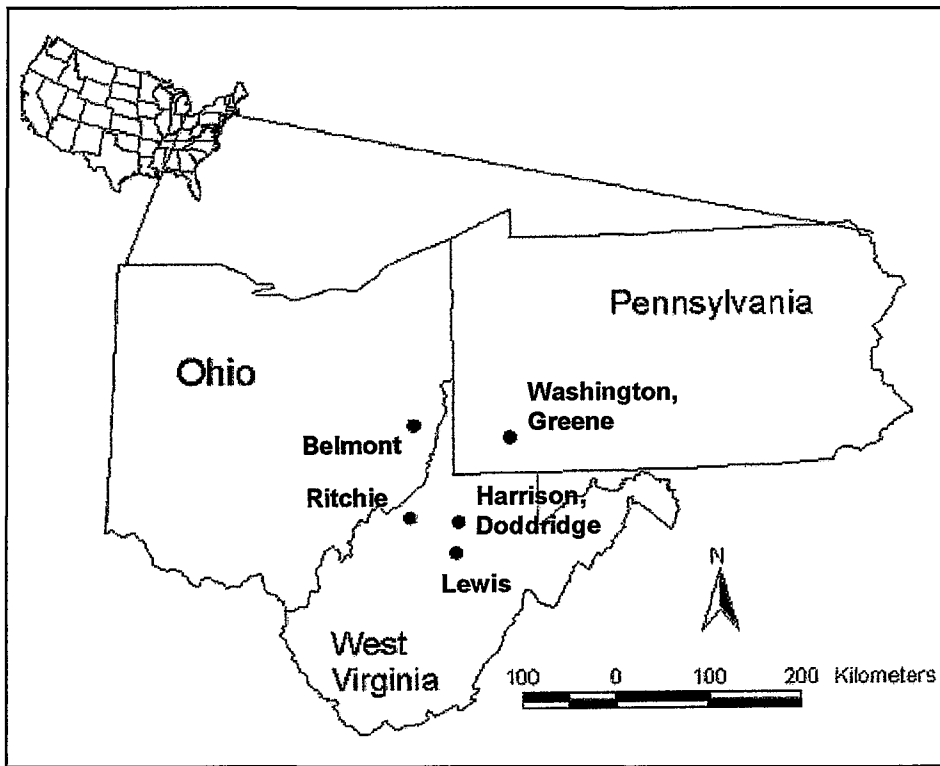 Pennsylvania
Ohio
Washington,
Greene
Belmont
Ritchie
Harrison,
Doddridge
Lewis
N
West
Virginia
100 0 100 200 Kilometers